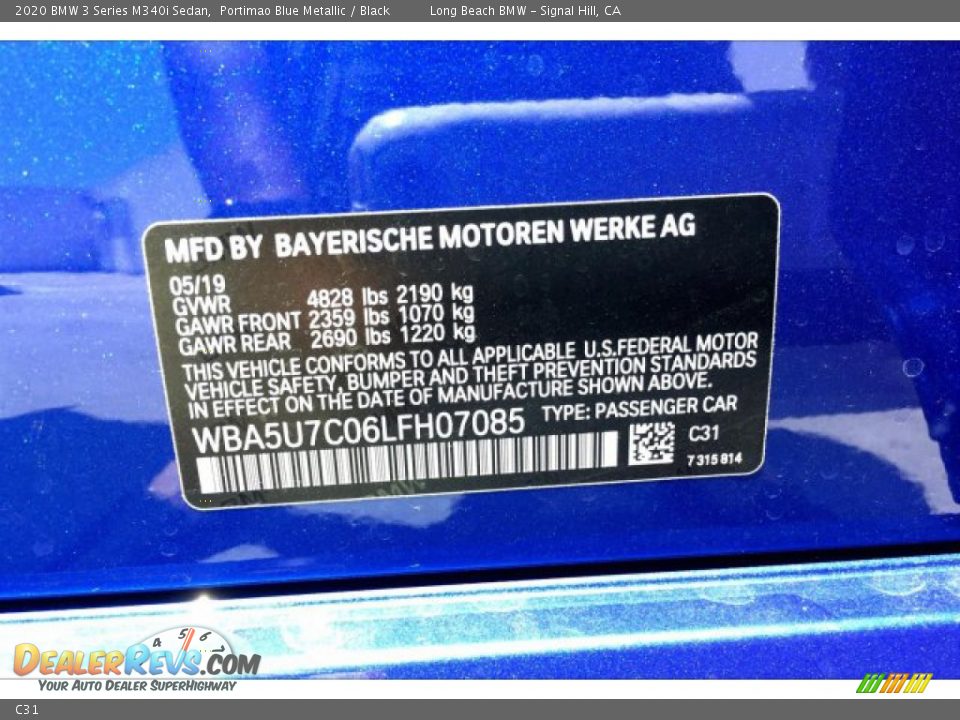 2020 BMW 3 Series M340i Sedan, Portimao Blue Metallic / Black Long Beach BMW - Signal Hill, CA
MFD BY BAYERISCHE MOTOREN WERKE AG
05/19
GVWR 4828 lbs 2190 kg
GAWR FRONT 2359 lbs 1070 kg
GAWR REAR 2690 lbs 1220 kg
THIS VEHICLE CONFORMS TO ALL APPLICABLE U.S.FEDERAL MOTOR
VEHICLE SAFETY, BUMPER AND THEFT PREVENTION STANDARDS
IN EFFECT ON THE DATE OF MANUFACTURE SHOWN ABOVE.
WBA5U7C06LFH07085 TYPE: PASSENGER CAR
C31
7315814
4 5 6
DEALERREVS.COM
YOUR AUTO DEALER SUPERHIGHWAY
C31